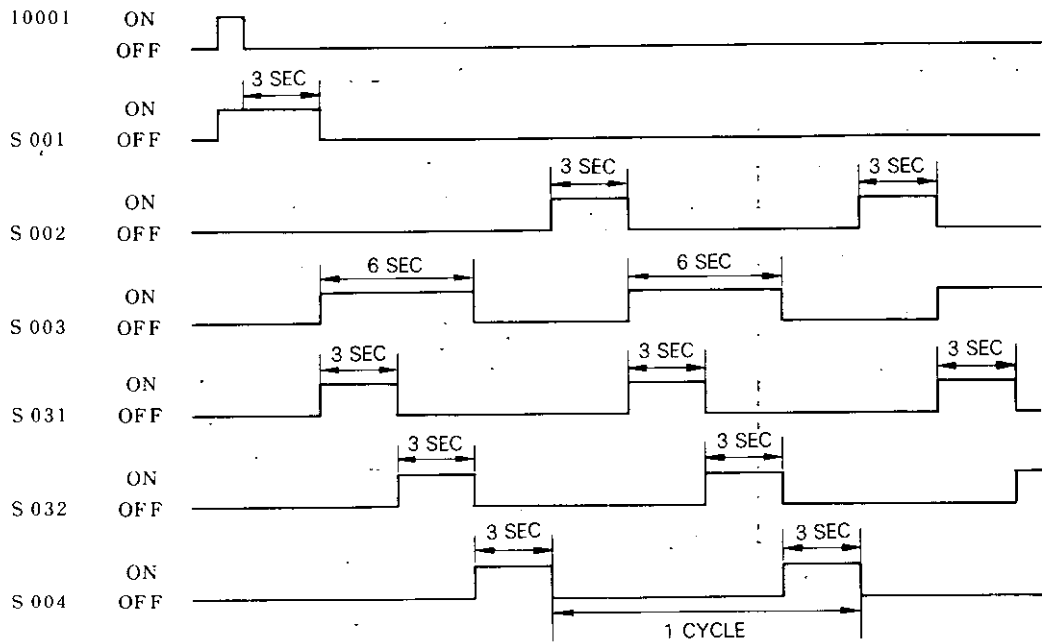 10001 ON
OFF
3 SEC
ON
S 001 OFF
3 SEC 3 SEC
ON
S 002 OFF
6 SEC 6 SEC
ON
S 003 OFF
3 SEC 3 SEC 3 SEC
ON
S 031 OFF
3 SEC 3 SEC
ON
S 032 OFF
3 SEC 3 SEC
ON
S 004 OFF
1 CYCLE